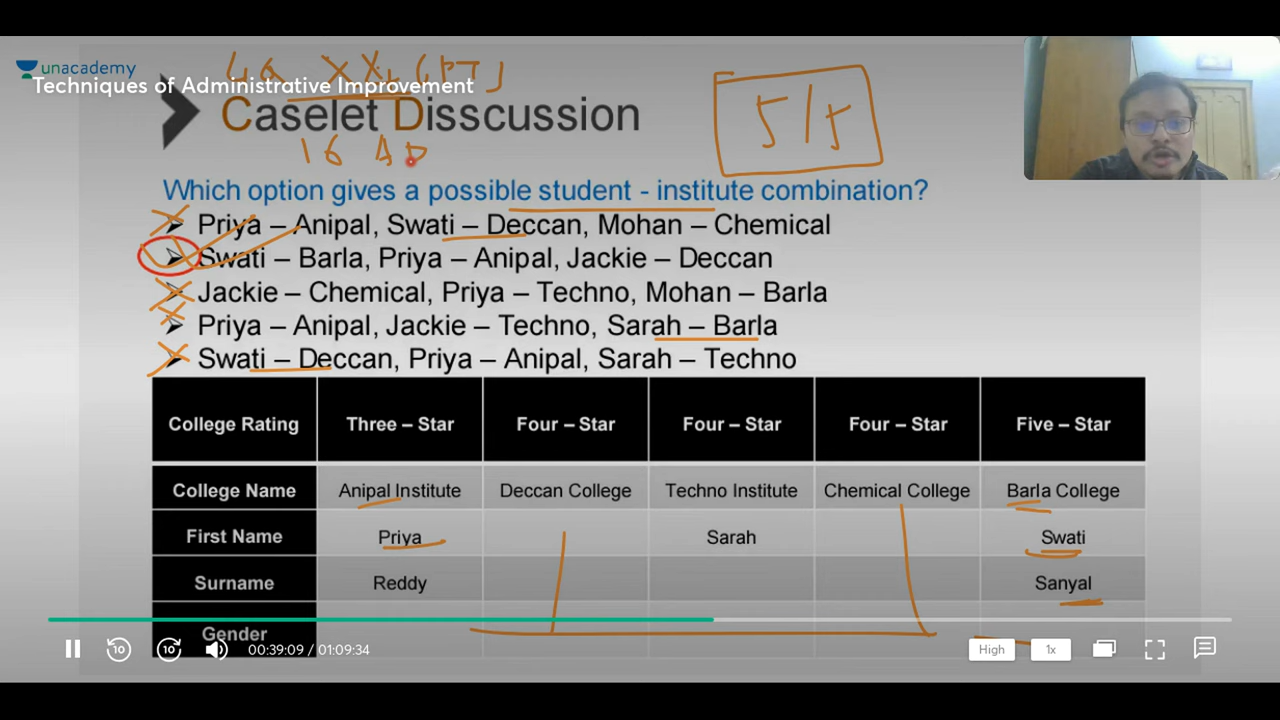 unacademy
Techniques of Administrative Improvement
Caselet Disscussion
5/5
16 AD
Which option gives a possible student - institute combination?
Priya – Anipal, Swati – Deccan, Mohan – Chemical
Swati – Barla, Priya – Anipal, Jackie – Deccan
Jackie – Chemical, Priya – Techno, Mohan – Barla
Priya – Anipal, Jackie – Techno, Sarah – Barla
Swati – Deccan, Priya – Anipal, Sarah – Techno
College Rating Three – Star Four – Star Four – Star Four – Star Five – Star
College Name Anipal Institute Deccan College Techno Institute Chemical College Barla College
First Name Priya Sarah Swati
Surname Reddy Sanyal
Gender
10 10 00:39:09 / 01:09:34 High 1x